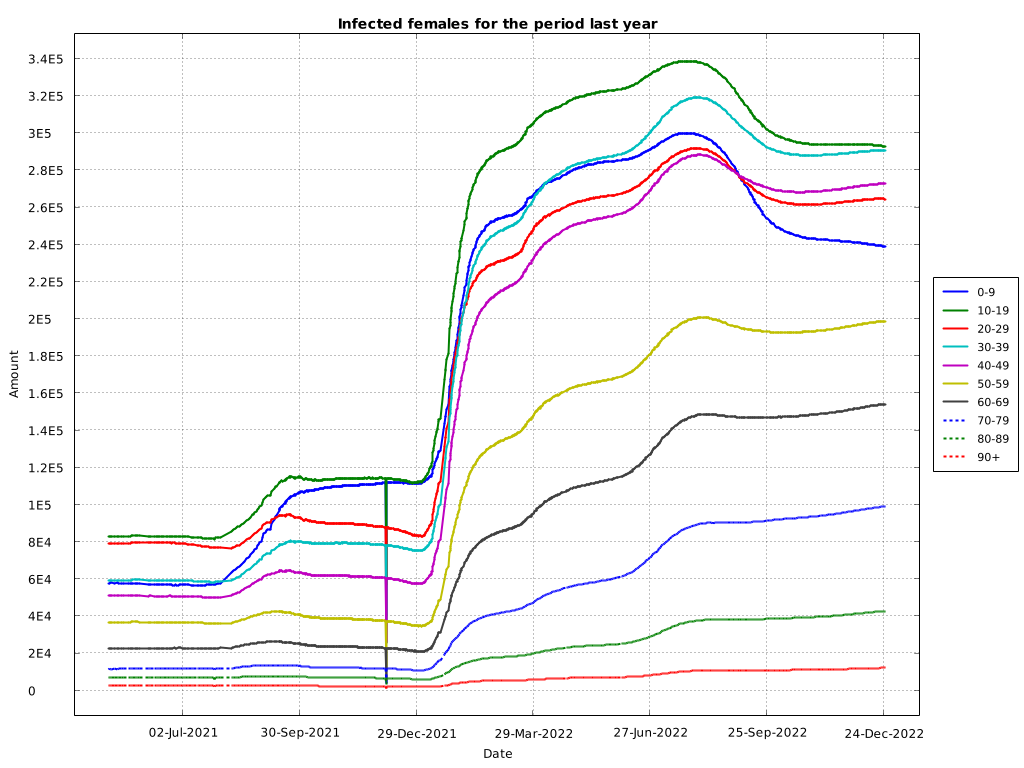 Infected females for the period last year
Amount
3.4E5
3.2E5
3E5
2.8E5
2.6E5
2.4E5
2.2E5
2E5
1.8E5
1.6E5
1.4E5
1.2E5
1E5
8E4
6E4
4E4
2E4
0
02-Jul-2021
30-Sep-2021
29-Dec-2021
29-Mar-2022
27-Jun-2022
25-Sep-2022
24-Dec-2022
Date
0-9
10-19
20-29
30-39
40-49
50-59
60-69
70-79
80-89
90+